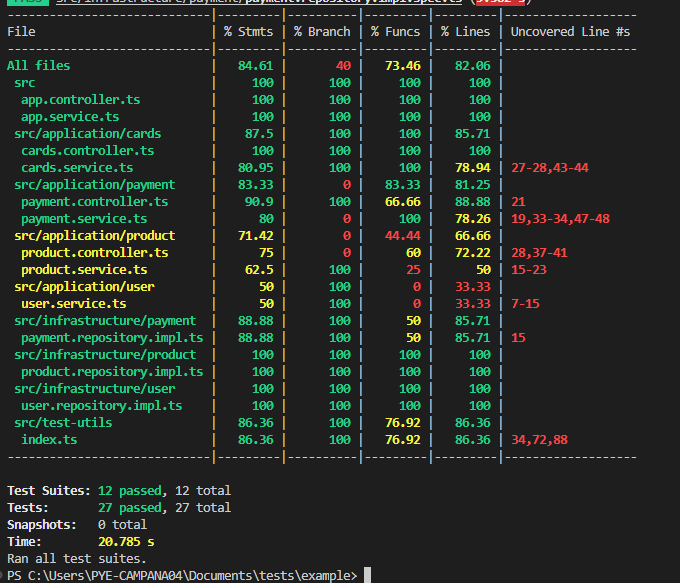 PASS src/infrastructure/payment/payment.repository.impl.spec.ts
-----------------------------|---------|----------|---------|---------|-------------------
File                         | % Stmts | % Branch | % Funcs | % Lines | Uncovered Line #s
-----------------------------|---------|----------|---------|---------|-------------------
All files                    |   84.61 |       40 |   73.46 |   82.06 |
 src                         |     100 |      100 |     100 |     100 |
  app.controller.ts          |     100 |      100 |     100 |     100 |
  app.service.ts             |     100 |      100 |     100 |     100 |
 src/application/cards       |    87.5 |      100 |     100 |   85.71 |
  cards.controller.ts        |     100 |      100 |     100 |     100 |
  cards.service.ts           |   80.95 |      100 |     100 |   78.94 | 27-28,43-44
 src/application/payment     |   83.33 |        0 |   83.33 |   81.25 |
  payment.controller.ts      |    90.9 |      100 |   66.66 |   88.88 | 21
  payment.service.ts         |      80 |        0 |     100 |   78.26 | 19,33-34,47-48
 src/application/product     |   71.42 |        0 |   44.44 |   66.66 |
  product.controller.ts      |      75 |        0 |      60 |   72.22 | 28,37-41
  product.service.ts         |    62.5 |      100 |      25 |      50 | 15-23
 src/application/user        |      50 |      100 |       0 |   33.33 |
  user.service.ts            |      50 |      100 |       0 |   33.33 | 7-15
 src/infrastructure/payment  |   88.88 |      100 |      50 |   85.71 |
  payment.repository.impl.ts |   88.88 |      100 |      50 |   85.71 | 15
 src/infrastructure/product  |     100 |      100 |     100 |     100 |
  product.repository.impl.ts |     100 |      100 |     100 |     100 |
 src/infrastructure/user     |     100 |      100 |     100 |     100 |
  user.repository.impl.ts    |     100 |      100 |     100 |     100 |
 src/test-utils              |   86.36 |      100 |   76.92 |   86.36 |
  index.ts                   |   86.36 |      100 |   76.92 |   86.36 | 34,72,88
-----------------------------|---------|----------|---------|---------|-------------------
Test Suites: 12 passed, 12 total
Tests:       27 passed, 27 total
Snapshots:   0 total
Time:        20.785 s
Ran all test suites.
PS C:\Users\PYE-CAMPANA04\Documents\tests\example>